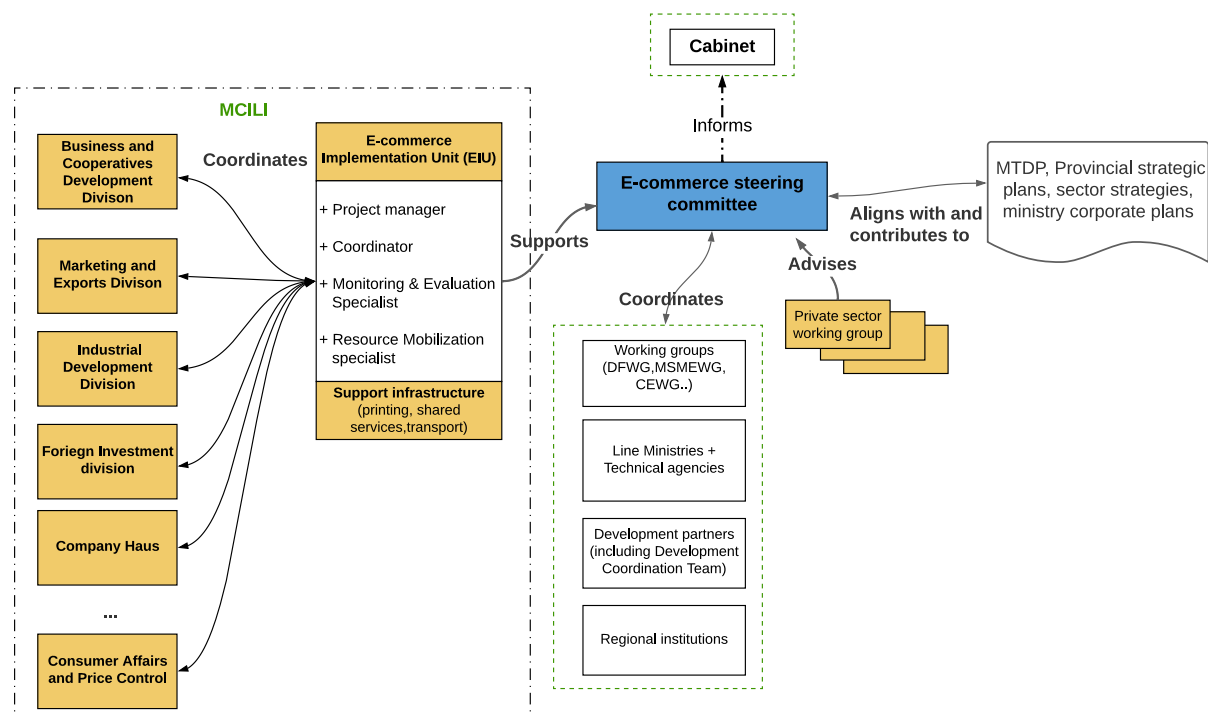 Cabinet
Informs
MCILI
Business and
Cooperatives
Development
Divison
Coordinates
E-commerce
Implementation Unit (EIU)
+ Project manager
+ Coordinator
+ Monitoring & Evaluation
Specialist
+ Resource Mobilization
specialist
Support infrastructure
(printing, shared
services,transport)
Marketing and
Exports Divison
Industrial
Development
Division
Foriegn Investment
division
Company Haus
...
Consumer Affairs
and Price Control
Supports
E-commerce steering
committee
Aligns with and
contributes to
MTDP, Provincial strategic
plans, sector strategies,
ministry corporate plans
Advises
Private sector
working group
Coordinates
Working groups
(DFWG,MSMEWG,
CEWG..)
Line Ministries +
Technical agencies
Development partners
(including Development
Coordination Team)
Regional institutions